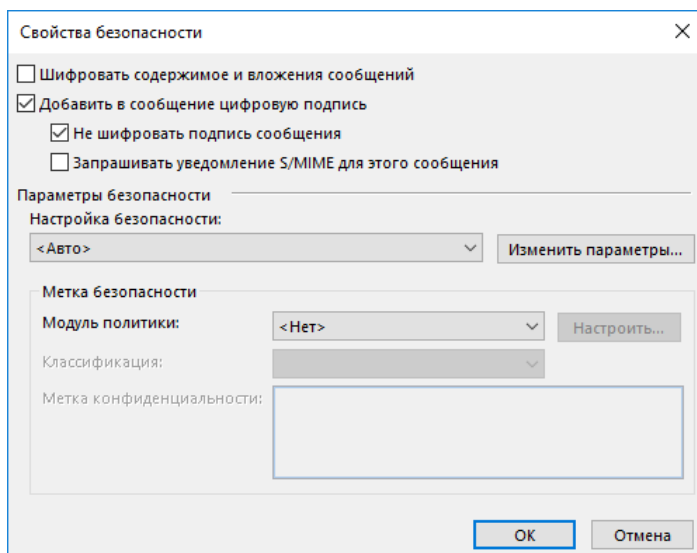 Свойства безопасности
Шифровать содержимое и вложения сообщений
Добавить в сообщение цифровую подпись
Не шифровать подпись сообщения
Запрашивать уведомление S/MIME для этого сообщения
Параметры безопасности
Настройка безопасности:
<Авто>
Изменить параметры...
Метка безопасности
Модуль политики:
<Нет>
Настроить...
Классификация:
Метка конфиденциальности:
ОК
Отмена